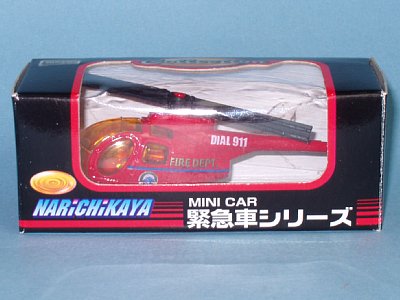 DIAL 911
FIRE DEPT.
NARiCHiKAYA
MINI CAR
緊急車シリーズ